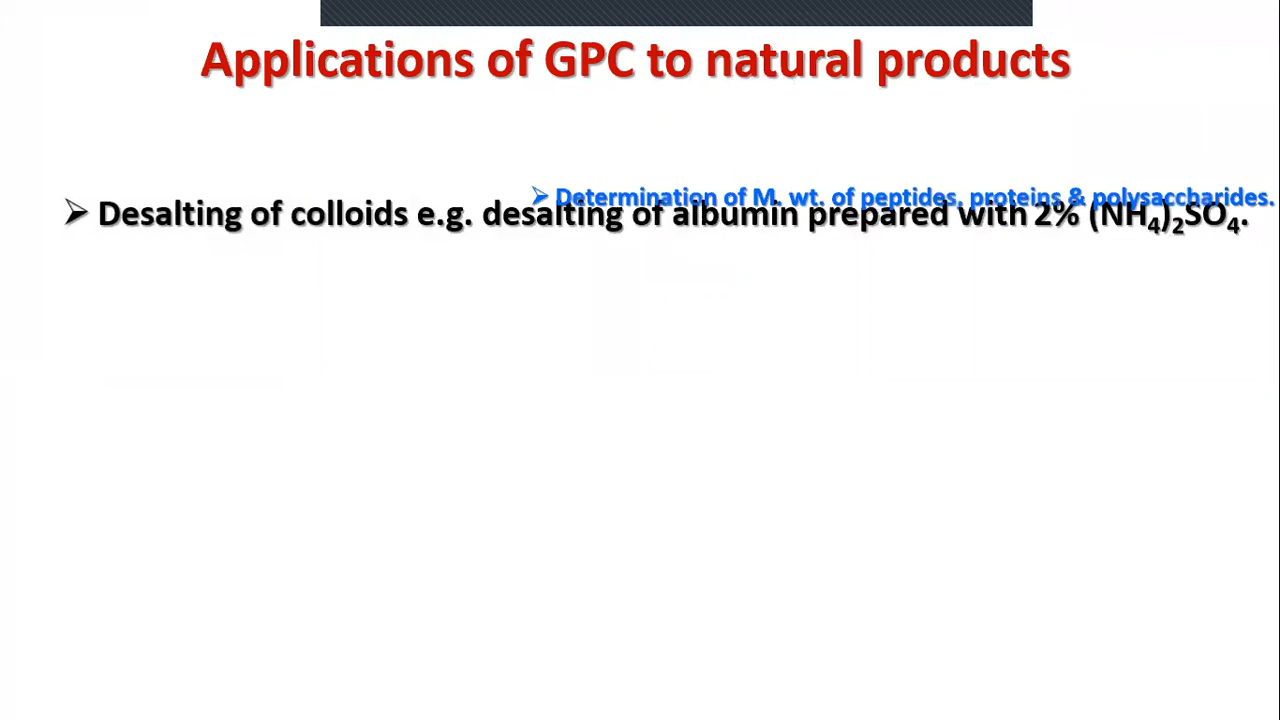 Applications of GPC to natural products
➢ Determination of M. wt. of peptides, proteins & polysaccharides.
➢ Desalting of colloids e.g. desalting of albumin prepared with 2% (NH₄)₂SO₄.